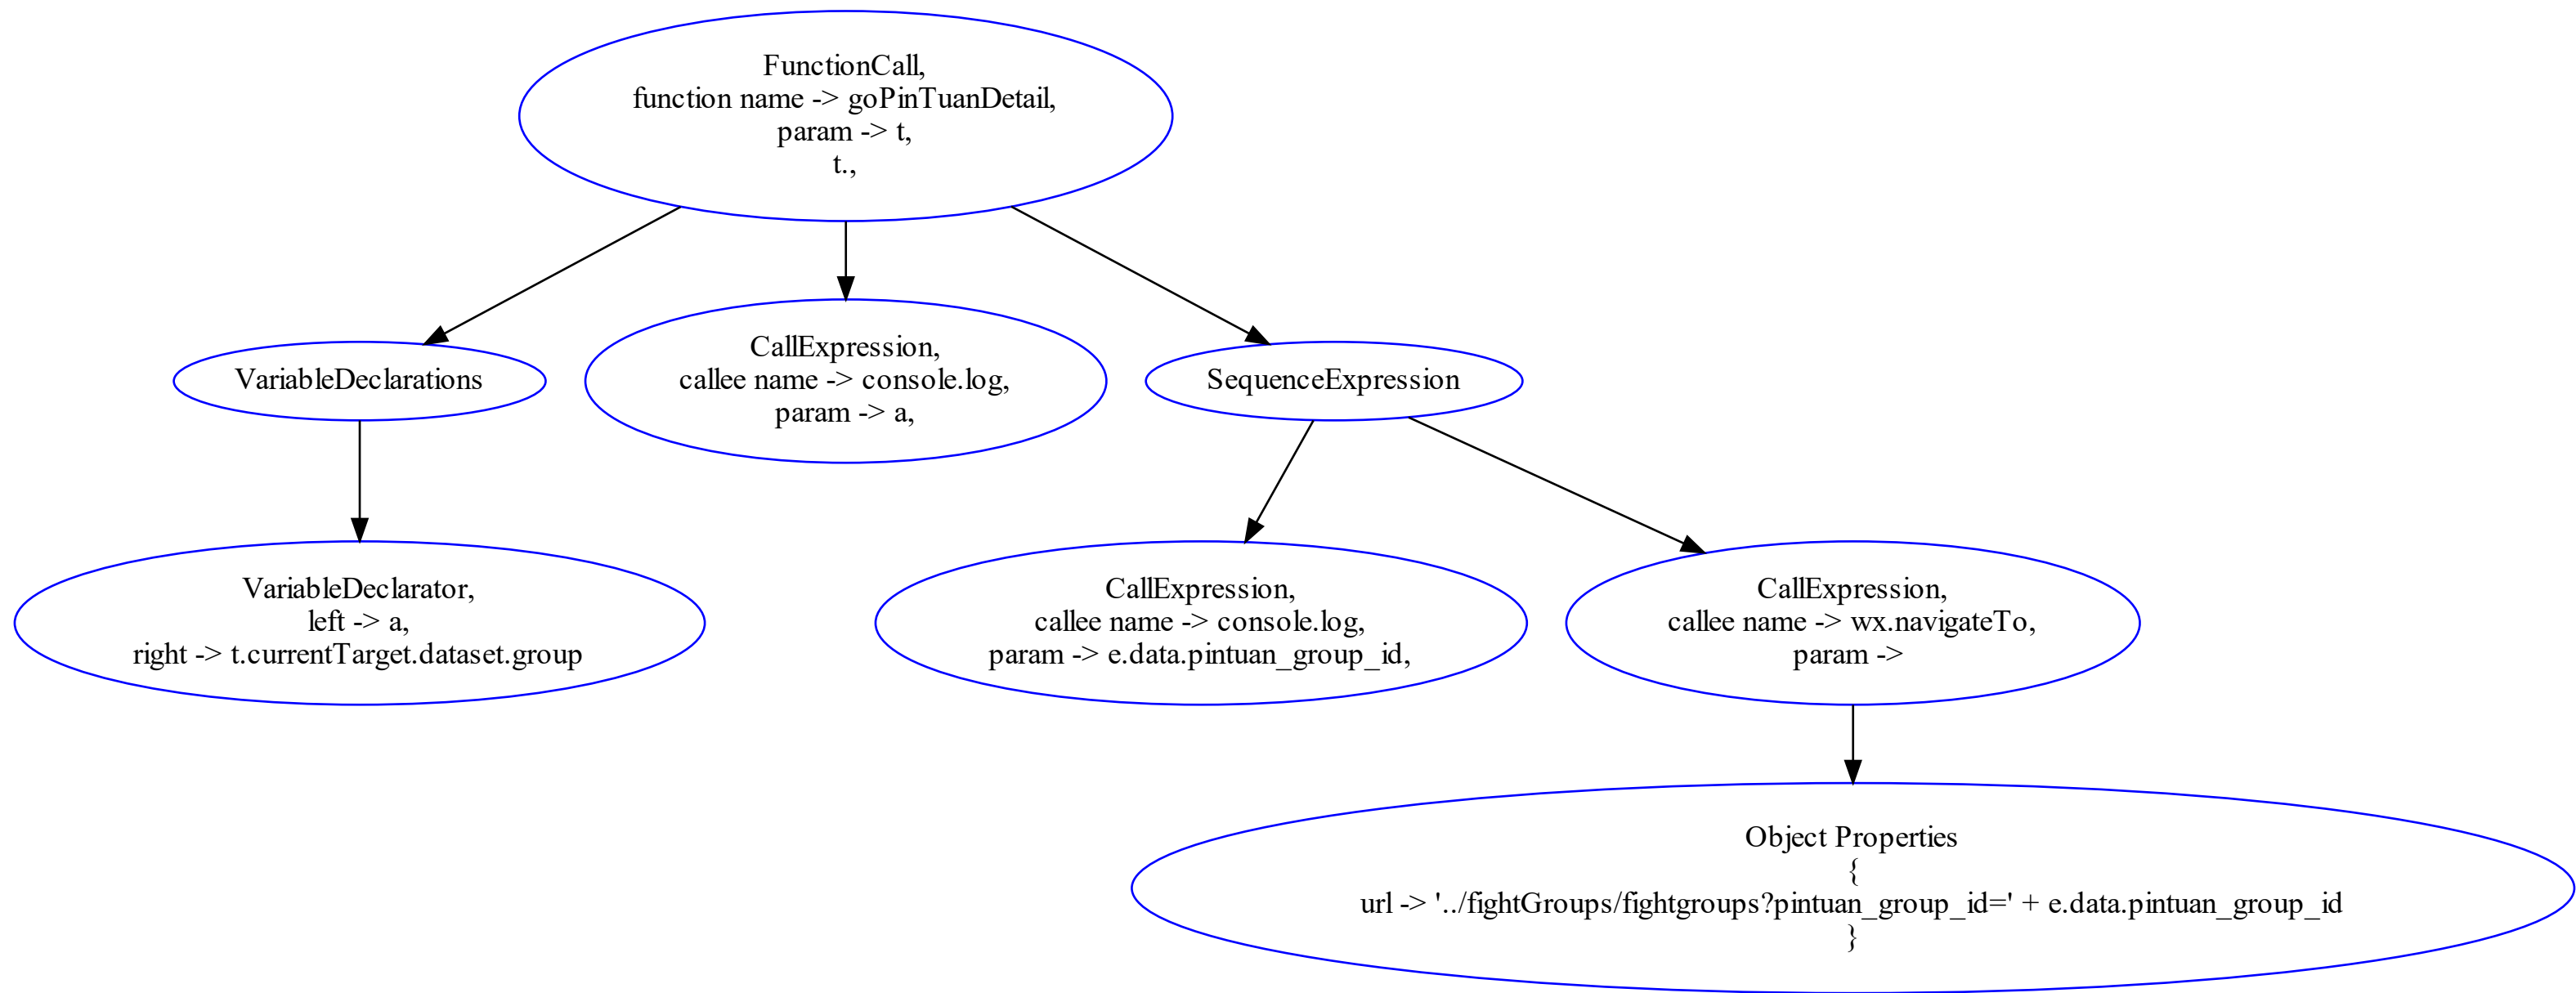 FunctionCall,
function name -> goPinTuanDetail,
param -> t,
t.,
VariableDeclarations
CallExpression,
callee name -> console.log,
param -> a,
SequenceExpression
VariableDeclarator,
left -> a,
right -> t.currentTarget.dataset.group
CallExpression,
callee name -> console.log,
param -> e.data.pintuan_group_id,
CallExpression,
callee name -> wx.navigateTo,
param ->
Object Properties
{
url -> '../fightGroups/fightgroups?pintuan_group_id=' + e.data.pintuan_group_id
}